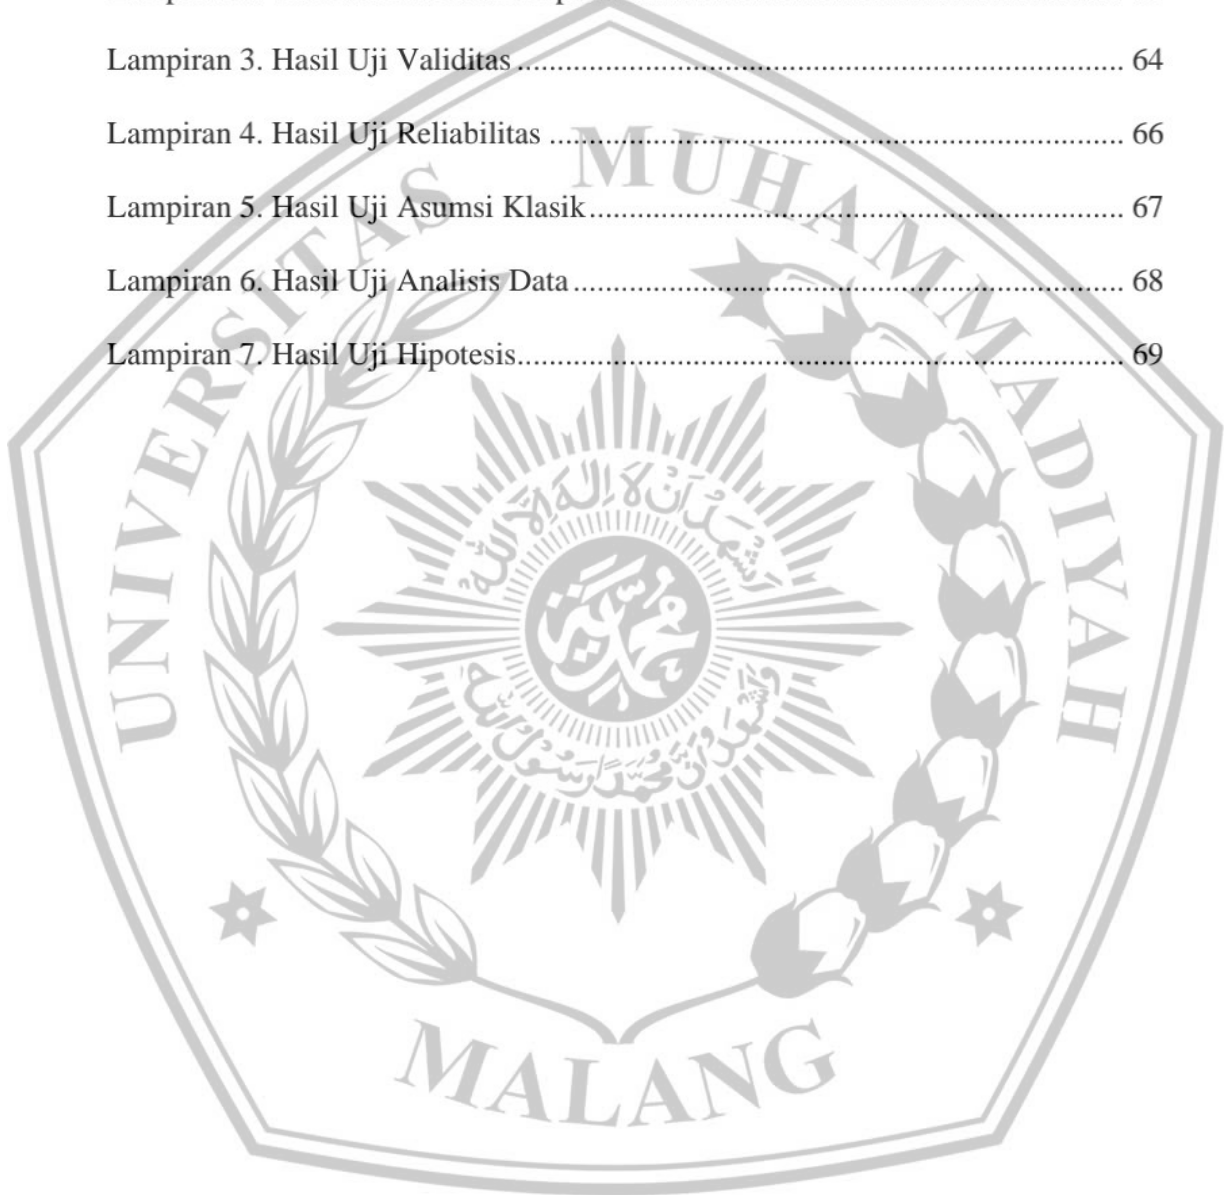 Lampiran 3. Hasil Uji Validitas ............................................................................. 64
Lampiran 4. Hasil Uji Reliabilitas ......................................................................... 66
Lampiran 5. Hasil Uji Asumsi Klasik .................................................................... 67
Lampiran 6. Hasil Uji Analisis Data ...................................................................... 68
Lampiran 7. Hasil Uji Hipotesis............................................................................. 69
UNIVERSITAS MUHAMMADIYAH
MALANG